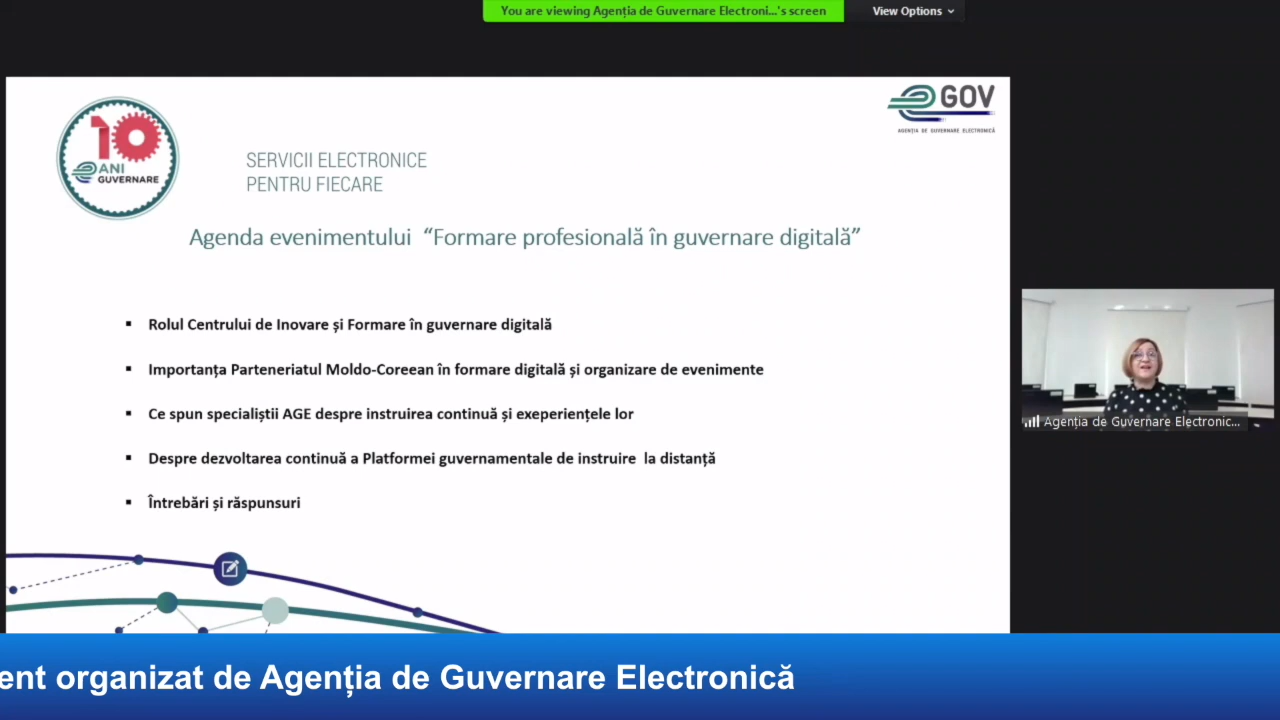 You are viewing Agenția de Guvernare Electroni...'s screen
View Options
10
ANI
GUVERNARE
GOV
AGENȚIA DE GUVERNARE ELECTRONICĂ
SERVICII ELECTRONICE
PENTRU FIECARE
Agenda evenimentului “Formare profesională în guvernare digitală”
▪ Rolul Centrului de Inovare și Formare în guvernare digitală
▪ Importanța Parteneriatul Moldo-Coreean în formare digitală și organizare de evenimente
▪ Ce spun specialiștii AGE despre instruirea continuă și exeperiențele lor
▪ Despre dezvoltarea continuă a Platformei guvernamentale de instruire la distanță
▪ Întrebări și răspunsuri
Agenția de Guvernare Electronic...
ent organizat de Agenția de Guvernare Electronică